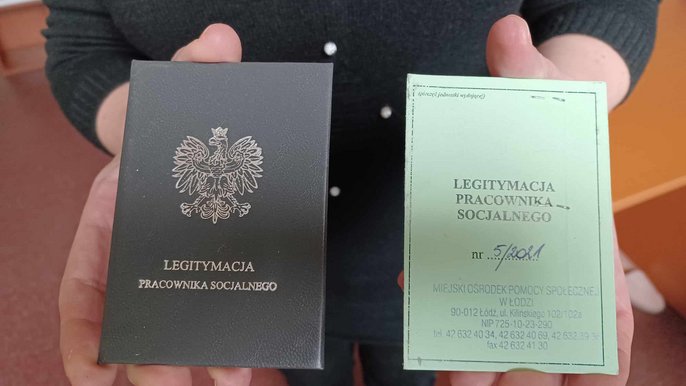 LEGITYMACJA
PRACOWNIKA SOCJALNEGO
LEGITYMACJA
PRACOWNIKA
SOCJALNEGO
nr 5/2021
MIEJSKI OŚRODEK POMOCY SPOŁECZNEJ
W ŁODZI
90-012 Łódź, ul. Kilińskiego 102/102a
NIP 725-10-23-290
tel. 42 632 40 34, 42 632 40 69, 42 632 39 36
fax 42 632 41 30